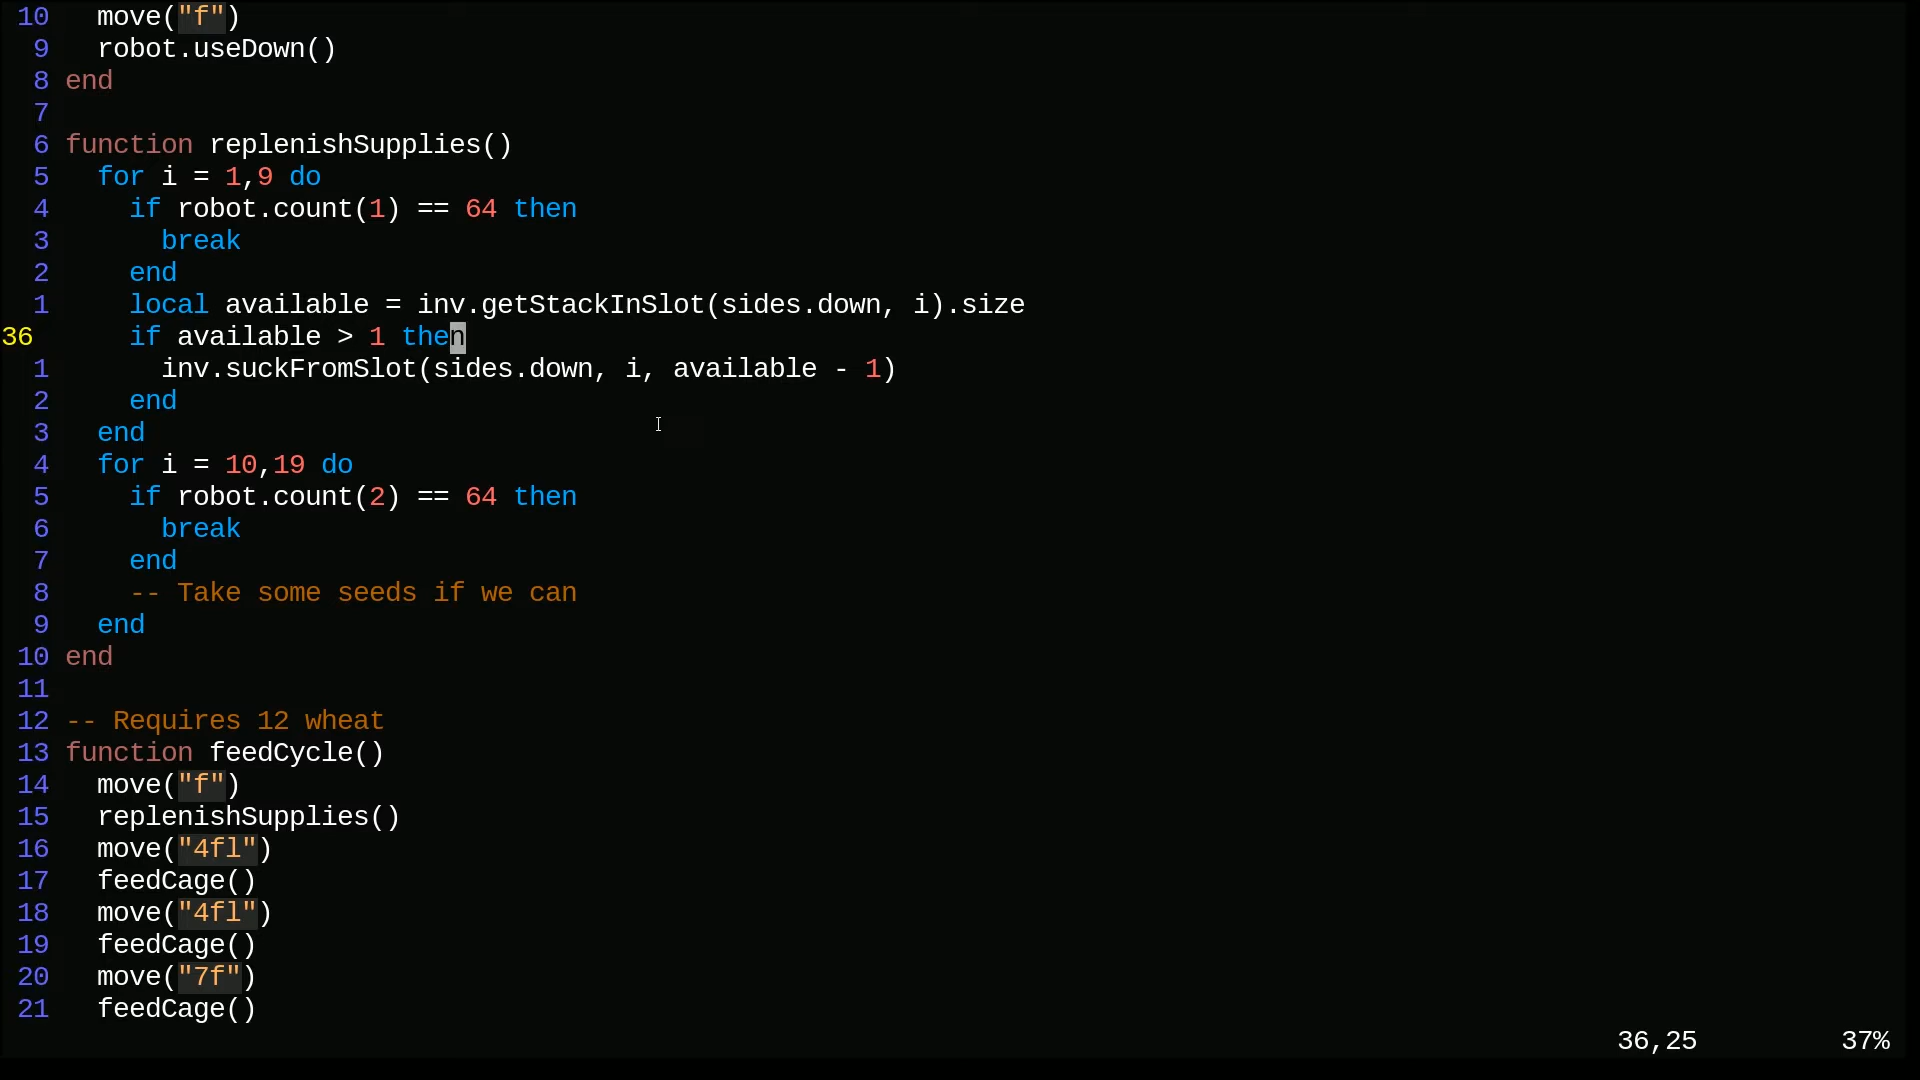 10   move("f")
 9   robot.useDown()
 8 end
 7
 6 function replenishSupplies()
 5   for i = 1,9 do
 4     if robot.count(1) == 64 then
 3       break
 2     end
 1     local available = inv.getStackInSlot(sides.down, i).size
36     if available > 1 then
 1       inv.suckFromSlot(sides.down, i, available - 1)
 2     end
 3   end
 4   for i = 10,19 do
 5     if robot.count(2) == 64 then
 6       break
 7     end
 8     -- Take some seeds if we can
 9   end
10 end
11
12 -- Requires 12 wheat
13 function feedCycle()
14   move("f")
15   replenishSupplies()
16   move("4fl")
17   feedCage()
18   move("4fl")
19   feedCage()
20   move("7f")
21   feedCage()
36,25 37%